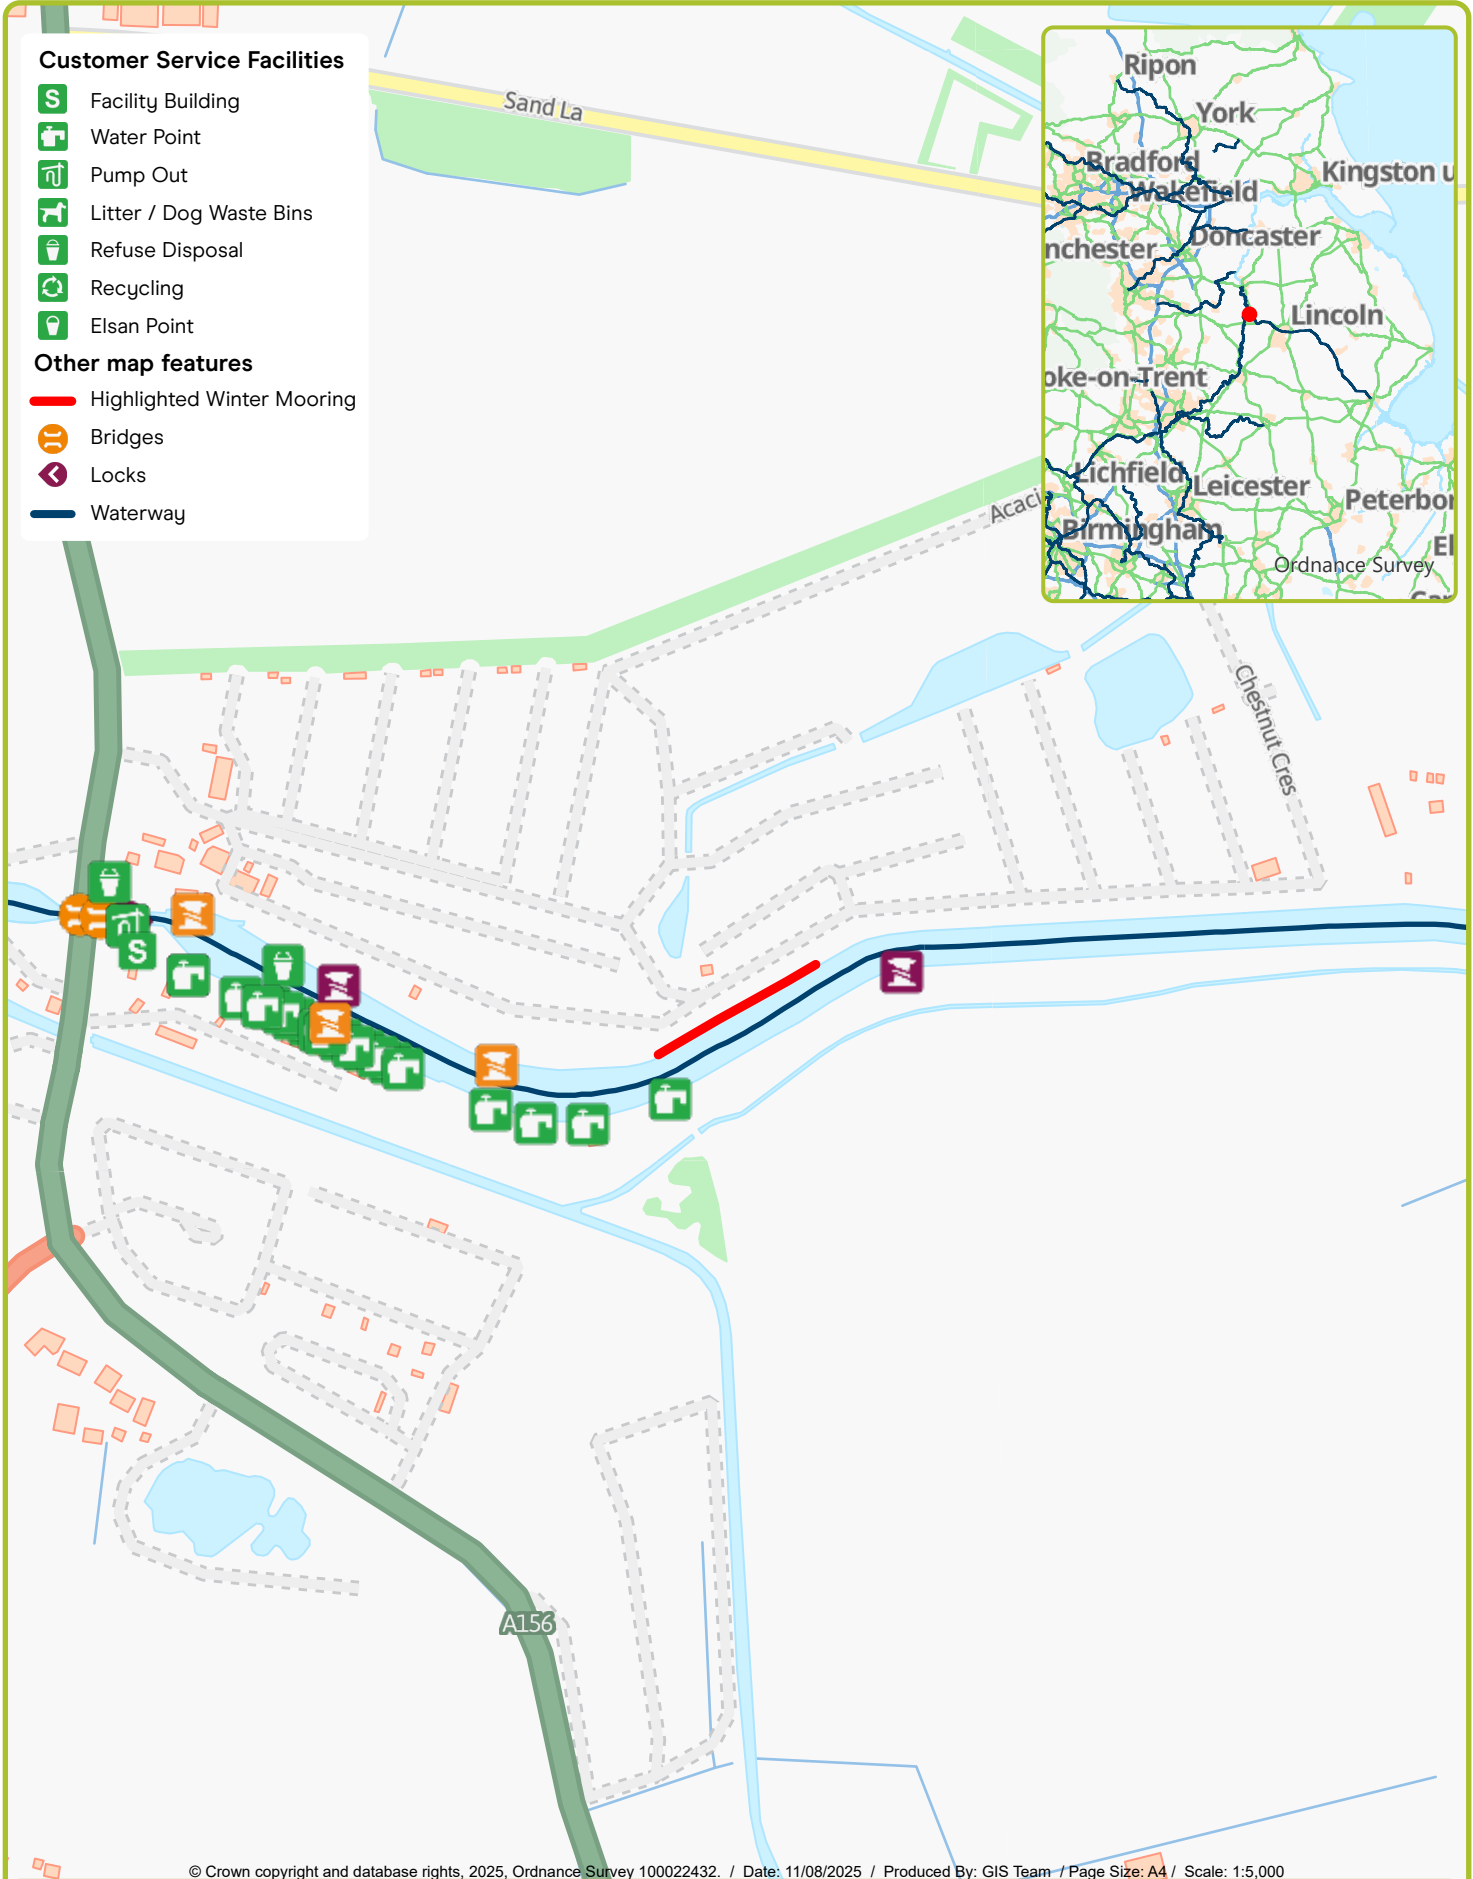 Customer Service Facilities
S Facility Building
Water Point
Pump Out
Litter / Dog Waste Bins
Refuse Disposal
Recycling
Elsan Point
Other map features
Highlighted Winter Mooring
Bridges
Locks
Waterway
Sand La
Ripon
York
Bradford
Kingston u
Wakefield
Doncaster
nchester
Lincoln
oke-on-Trent
Lichfield
Leicester
Peterbor
Birmingham
El
Ordnance Survey
Acaci
Chestnut Cres
S
A156
© Crown copyright and database rights, 2025, Ordnance Survey 100022432. / Date: 11/08/2025 / Produced By: GIS Team / Page Size: A4 / Scale: 1:5,000